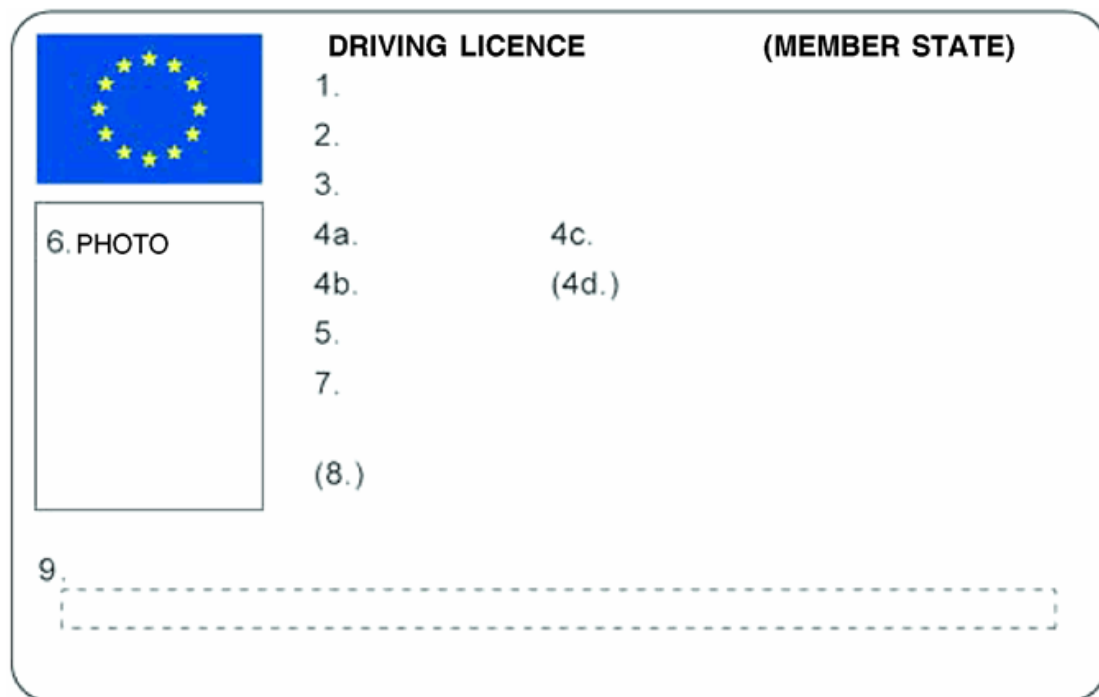 DRIVING LICENCE (MEMBER STATE)
1.
2.
3.
6. PHOTO
4a. 4c.
4b. (4d.)
5.
7.
(8.)
9.